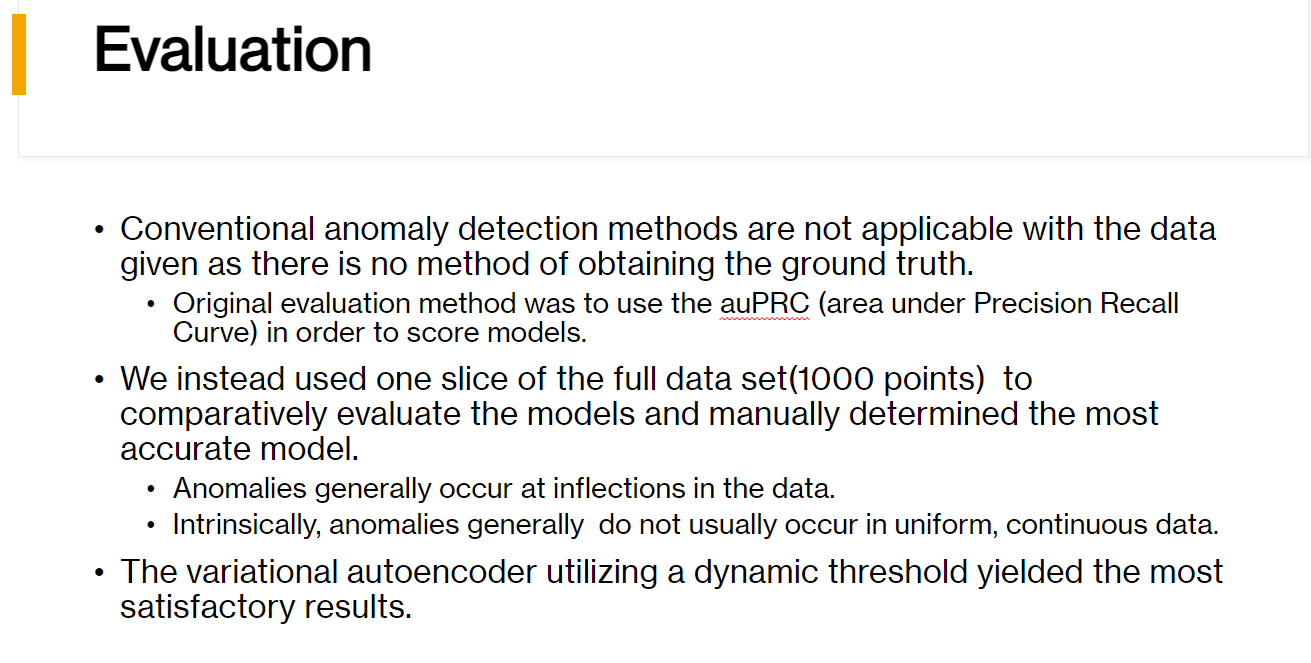 Evaluation
• Conventional anomaly detection methods are not applicable with the data
given as there is no method of obtaining the ground truth.
• Original evaluation method was to use the auPRC (area under Precision Recall
Curve) in order to score models.
• We instead used one slice of the full data set(1000 points)  to
comparatively evaluate the models and manually determined the most
accurate model.
• Anomalies generally occur at inflections in the data.
• Intrinsically, anomalies generally  do not usually occur in uniform, continuous data.
• The variational autoencoder utilizing a dynamic threshold yielded the most
satisfactory results.